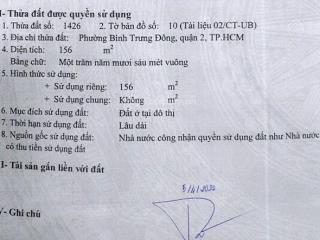 I- Thửa đất được quyền sử dụng
1. Thửa đất số: 1426 2. Tờ bản đồ số: 10 (Tài liệu 02/CT-UB)
3. Địa chỉ thửa đất: Phường Bình Trưng Đông, quận 2, TP.HCM
4. Diện tích: 156 m²
Bằng chữ: Một trăm năm mươi sáu mét vuông
5. Hình thức sử dụng:
+ Sử dụng riêng: 156 m²
+ Sử dụng chung: Không m²
6. Mục đích sử dụng đất: Đất ở tại đô thị
7. Thời hạn sử dụng đất: Lâu dài
8. Nguồn gốc sử dụng đất: Nhà nước công nhận quyền sử dụng đất như Nhà nước
có thu tiền sử dụng đất
II- Tài sản gắn liền với đất
V- Ghi chú